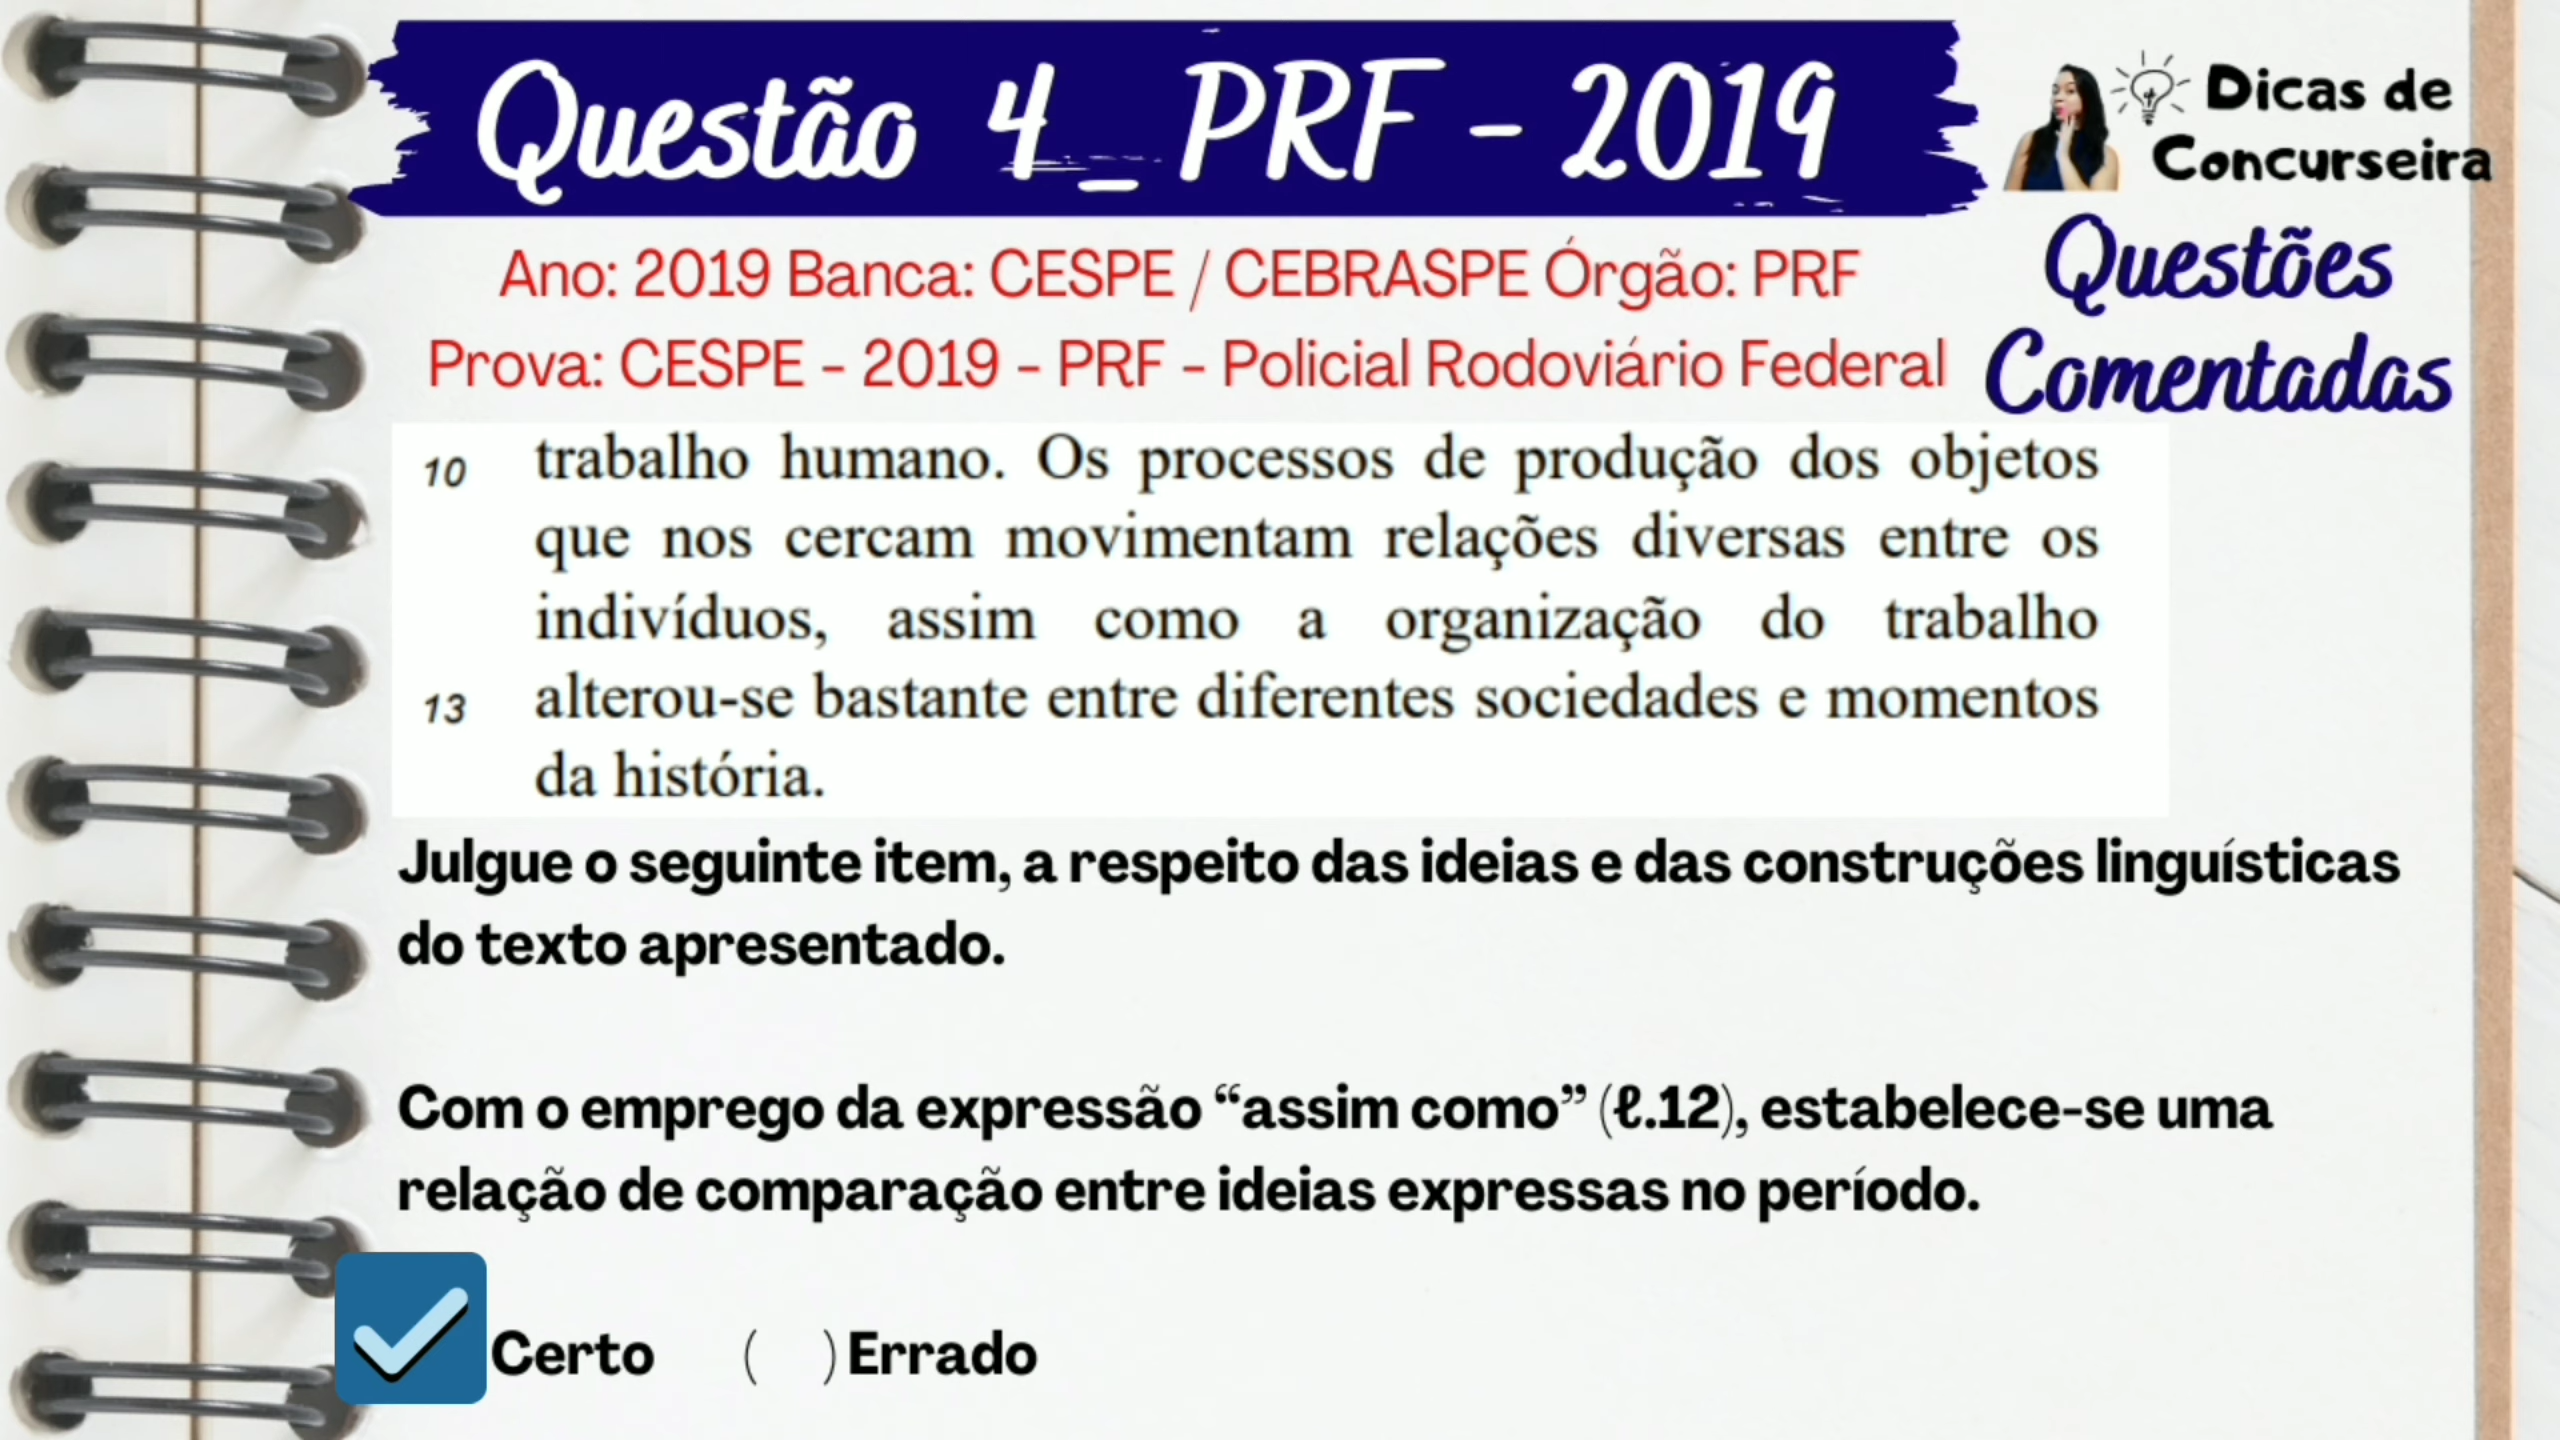 Questão 4_ PRF - 2019
Dicas de
Concurseira
Questões
Comentadas
Ano: 2019 Banca: CESPE / CEBRASPE Órgão: PRF
Prova: CESPE - 2019 - PRF - Policial Rodoviário Federal
10 trabalho humano. Os processos de produção dos objetos
que nos cercam movimentam relações diversas entre os
indivíduos, assim como a organização do trabalho
13 alterou-se bastante entre diferentes sociedades e momentos
da história.
Julgue o seguinte item, a respeito das ideias e das construções linguísticas
do texto apresentado.
Com o emprego da expressão “assim como” (ℓ.12), estabelece-se uma
relação de comparação entre ideias expressas no período.
Certo ( ) Errado